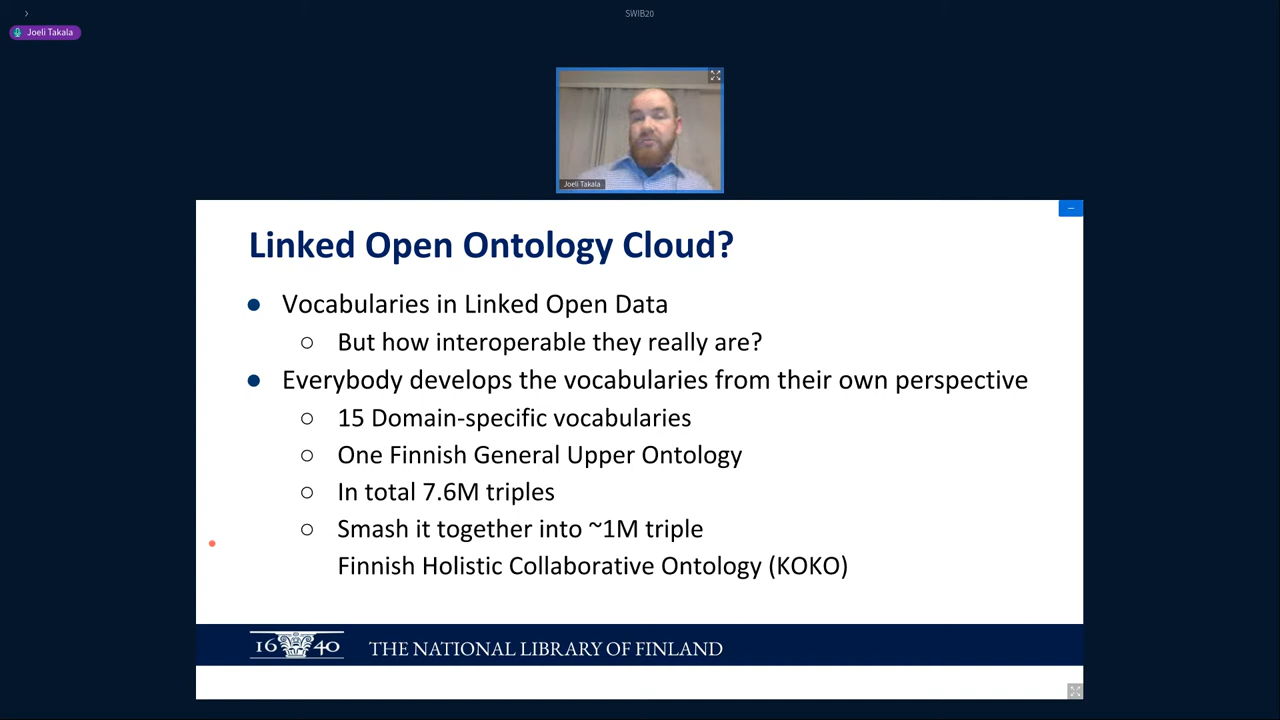 SWIB20
Joeli Takala
Joeli Takala
Linked Open Ontology Cloud?
● Vocabularies in Linked Open Data
○ But how interoperable they really are?
● Everybody develops the vocabularies from their own perspective
○ 15 Domain-specific vocabularies
○ One Finnish General Upper Ontology
○ In total 7.6M triples
○ Smash it together into ~1M triple
Finnish Holistic Collaborative Ontology (KOKO)
16 40 THE NATIONAL LIBRARY OF FINLAND